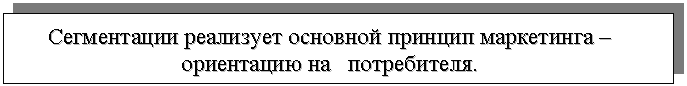 Сегментации реализует основной принцип маркетинга –
ориентацию на потребителя.